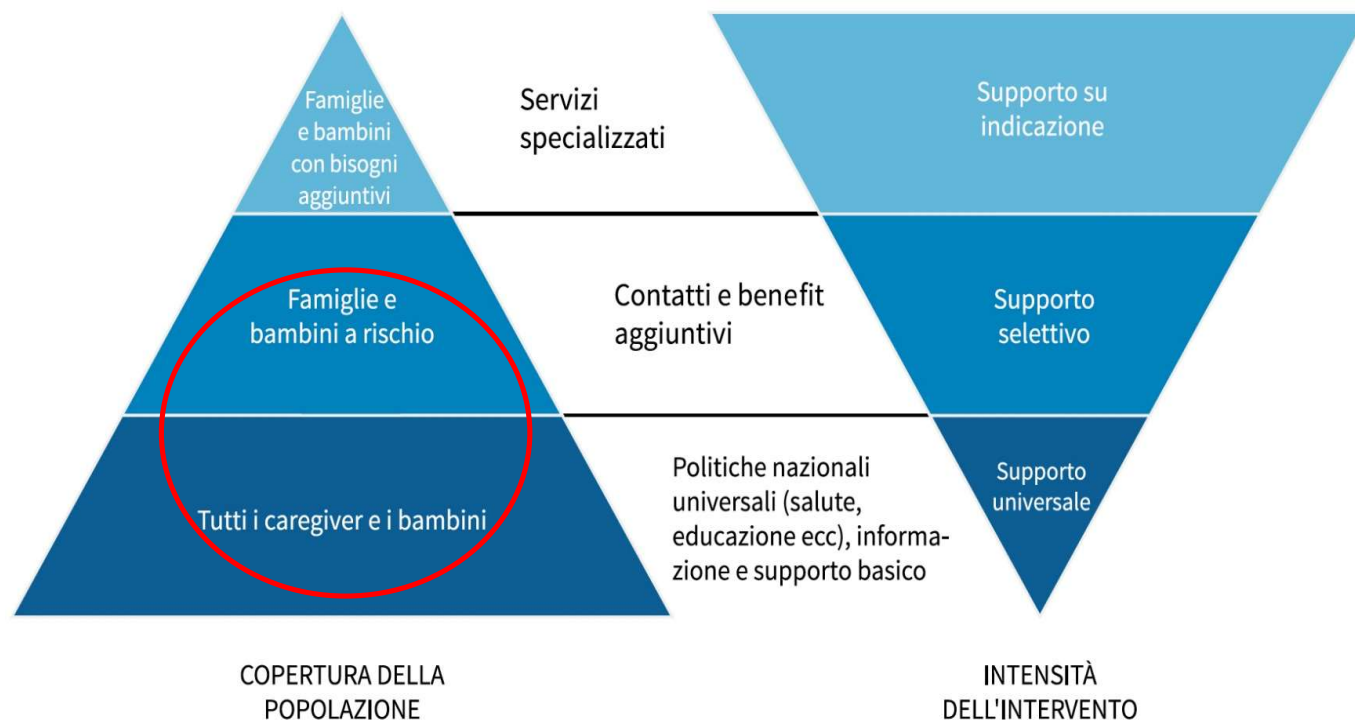 Famiglie
e bambini
con bisogni
aggiuntivi
Servizi
specializzati
Supporto su
indicazione
Famiglie e
bambini a rischio
Contatti e benefit
aggiuntivi
Supporto
selettivo
Tutti i caregiver e i bambini
Politiche nazionali
universali (salute,
educazione ecc), informa-
zione e supporto basico
Supporto
universale
COPERTURA DELLA
POPOLAZIONE
INTENSITÀ
DELL'INTERVENTO